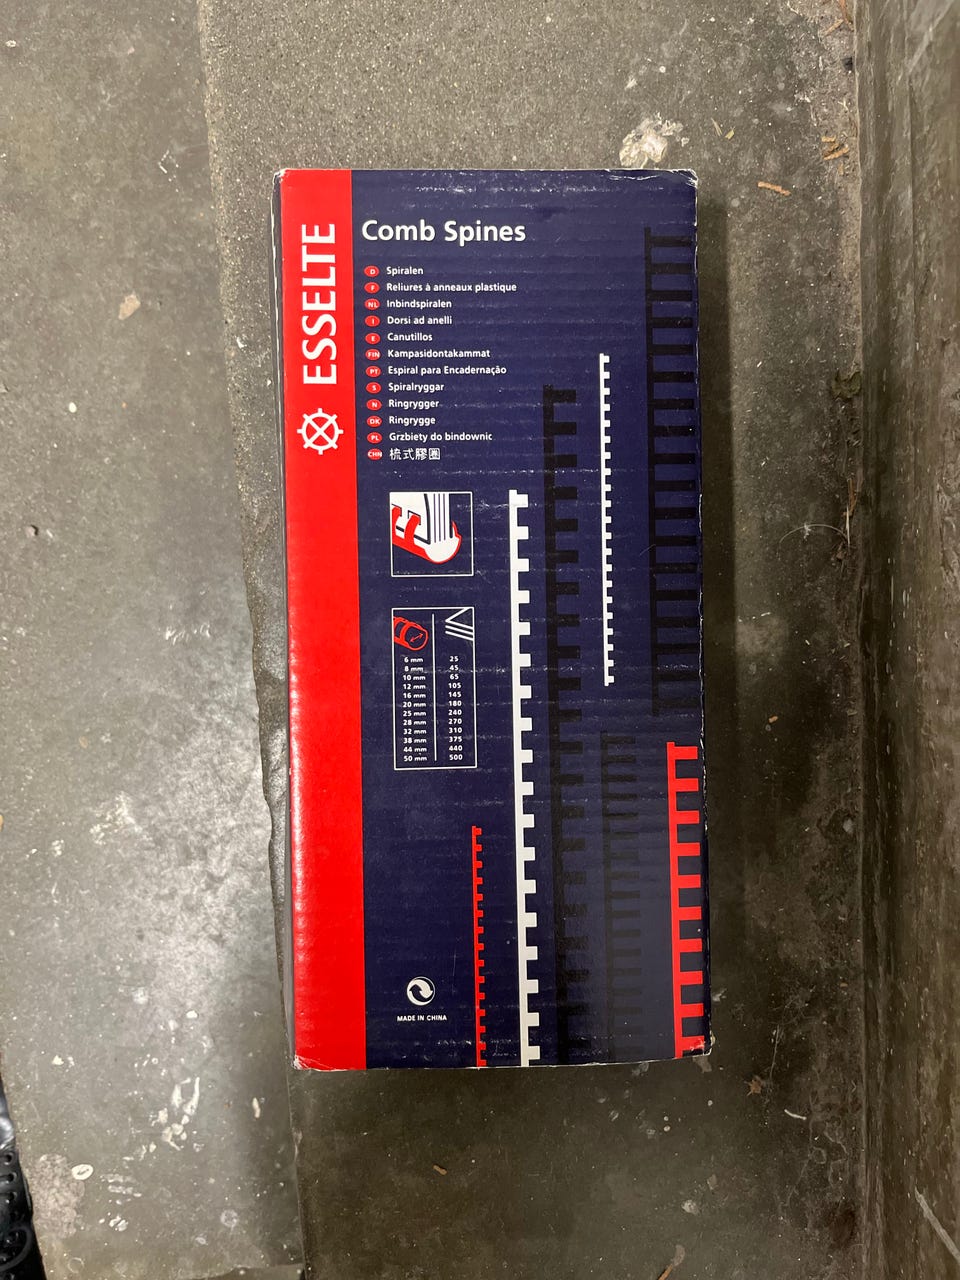 ESSELTE
Comb Spines
D Spiralen
F Reliures à anneaux plastique
NL Inbindspiralen
I Dorsi ad anelli
E Canutillos
FIN Kampasidontakammat
PT Espiral para Encadernação
S Spiralryggar
N Ringrygger
DK Ringrygge
PL Grzbiety do bindownic
CHN 梳式膠圈
6 mm 25
8 mm 45
10 mm 65
12 mm 105
16 mm 145
20 mm 180
25 mm 240
28 mm 270
32 mm 310
38 mm 375
44 mm 440
50 mm 500
MADE IN CHINA